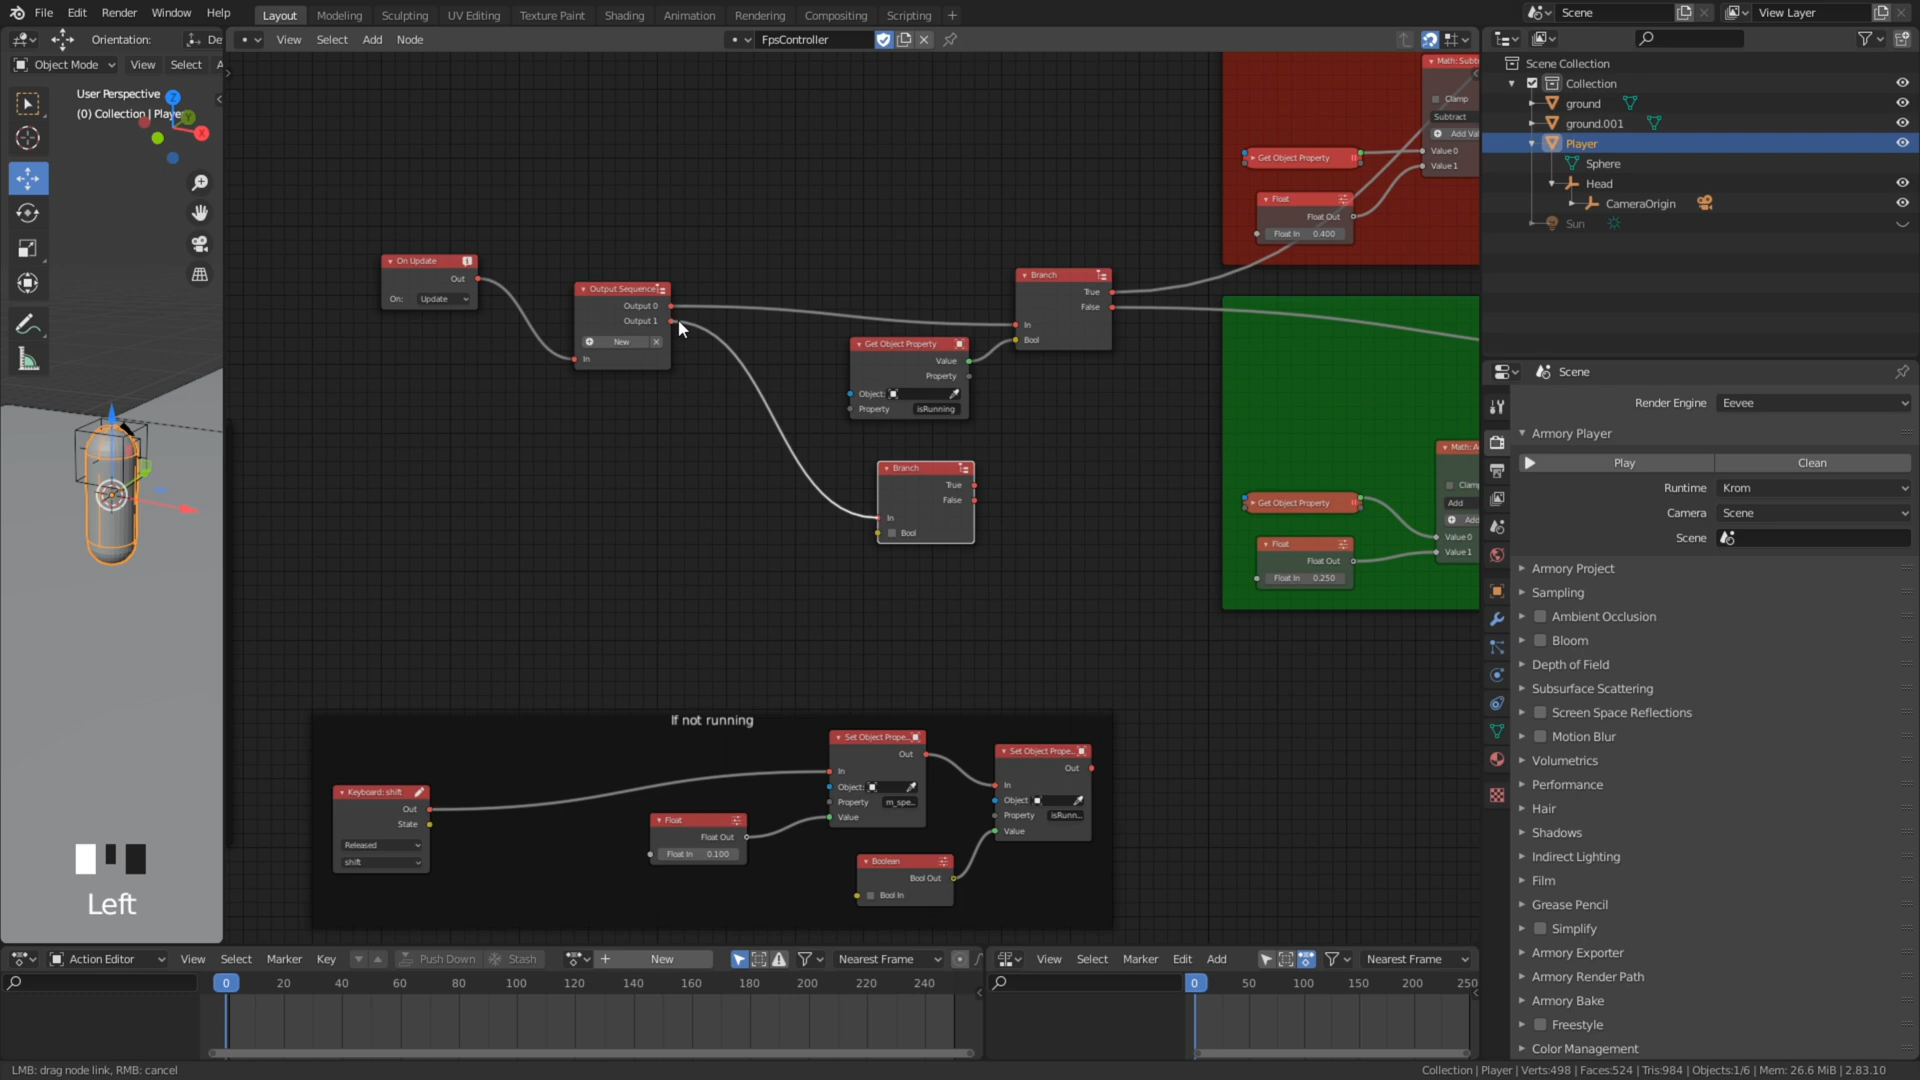 File Edit Render Window Help
Layout Modeling Sculpting UV Editing Texture Paint Shading Animation Rendering Compositing Scripting +
Scene
View Layer
Orientation: De
View Select Add Node
FpsController
Object Mode View Select A
User Perspective
(0) Collection | Playe
Scene Collection
Collection
ground
ground.001
Player
Sphere
Head
CameraOrigin
Sun
Math: Subt
Clamp
Subtract
Add Val
Value 0
Value 1
Get Object Property
Float
Float Out
Float In 0.400
On Update
Out
On: Update
Output Sequence
Output 0
Output 1
New
In
Branch
True
False
In
Bool
Get Object Property
Value
Property
Object:
Property isRunning
Branch
True
False
In
Bool
Math: A
Clamp
Add
Add
Value 0
Value 1
Get Object Property
Float
Float Out
Float In 0.250
If not running
Keyboard: shift
Out
State
Released
shift
Float
Float Out
Float In 0.100
Set Object Prope..
Out
In
Object:
Property m_spe..
Value
Boolean
Bool Out
Bool In
Set Object Prope..
Out
In
Object
Property isRunn..
Value
Left
Scene
Render Engine Eevee
Armory Player
Play Clean
Runtime Krom
Camera Scene
Scene
Armory Project
Sampling
Ambient Occlusion
Bloom
Depth of Field
Subsurface Scattering
Screen Space Reflections
Motion Blur
Volumetrics
Performance
Hair
Shadows
Indirect Lighting
Film
Grease Pencil
Simplify
Armory Exporter
Armory Render Path
Armory Bake
Freestyle
Color Management
Action Editor View Select Marker Key Push Down Stash New Nearest Frame
0 20 40 60 80 100 120 140 160 180 200 220 240
View Select Marker Edit Add Nearest Frame
0 50 100 150 200 250
LMB: drag node link, RMB: cancel
Collection | Player | Verts:498 | Faces:524 | Tris:984 | Objects:1/6 | Mem: 26.6 MiB | 2.83.10